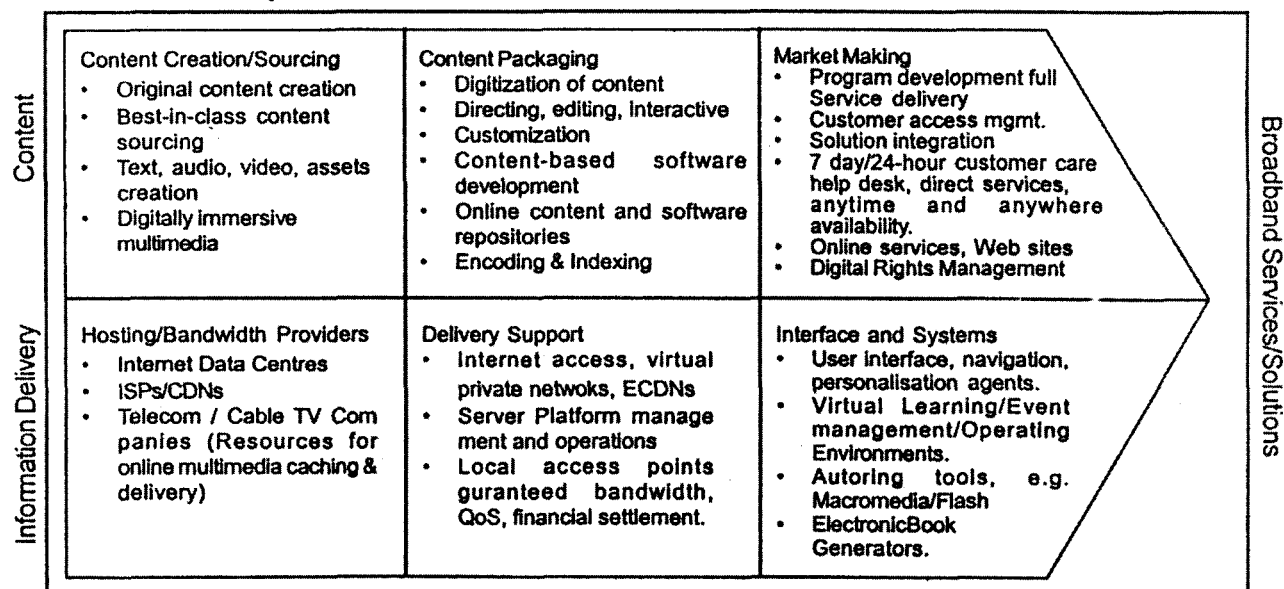 Content
Content Creation/Sourcing
• Original content creation
• Best-in-class content
sourcing
• Text, audio, video, assets
creation
• Digitally immersive
multimedia
Content Packaging
• Digitization of content
• Directing, editing, Interactive
• Customization
• Content-based software
development
• Online content and software
repositories
• Encoding & Indexing
Market Making
• Program development full
Service delivery
• Customer access mgmt.
• Solution integration
• 7 day/24-hour customer care
help desk, direct services,
anytime and anywhere
availability.
• Online services, Web sites
• Digital Rights Management
Information Delivery
Hosting/Bandwidth Providers
• Internet Data Centres
• ISPs/CDNs
• Telecom / Cable TV Com
panies (Resources for
online multimedia caching &
delivery)
Delivery Support
• Internet access, virtual
private netwoks, ECDNs
• Server Platform manage
ment and operations
• Local access points
guranteed bandwidth,
QoS, financial settlement.
Interface and Systems
• User interface, navigation,
personalisation agents.
• Virtual Learning/Event
management/Operating
Environments.
• Autoring tools, e.g.
Macromedia/Flash
• ElectronicBook
Generators.
Broadband Services/Solutions